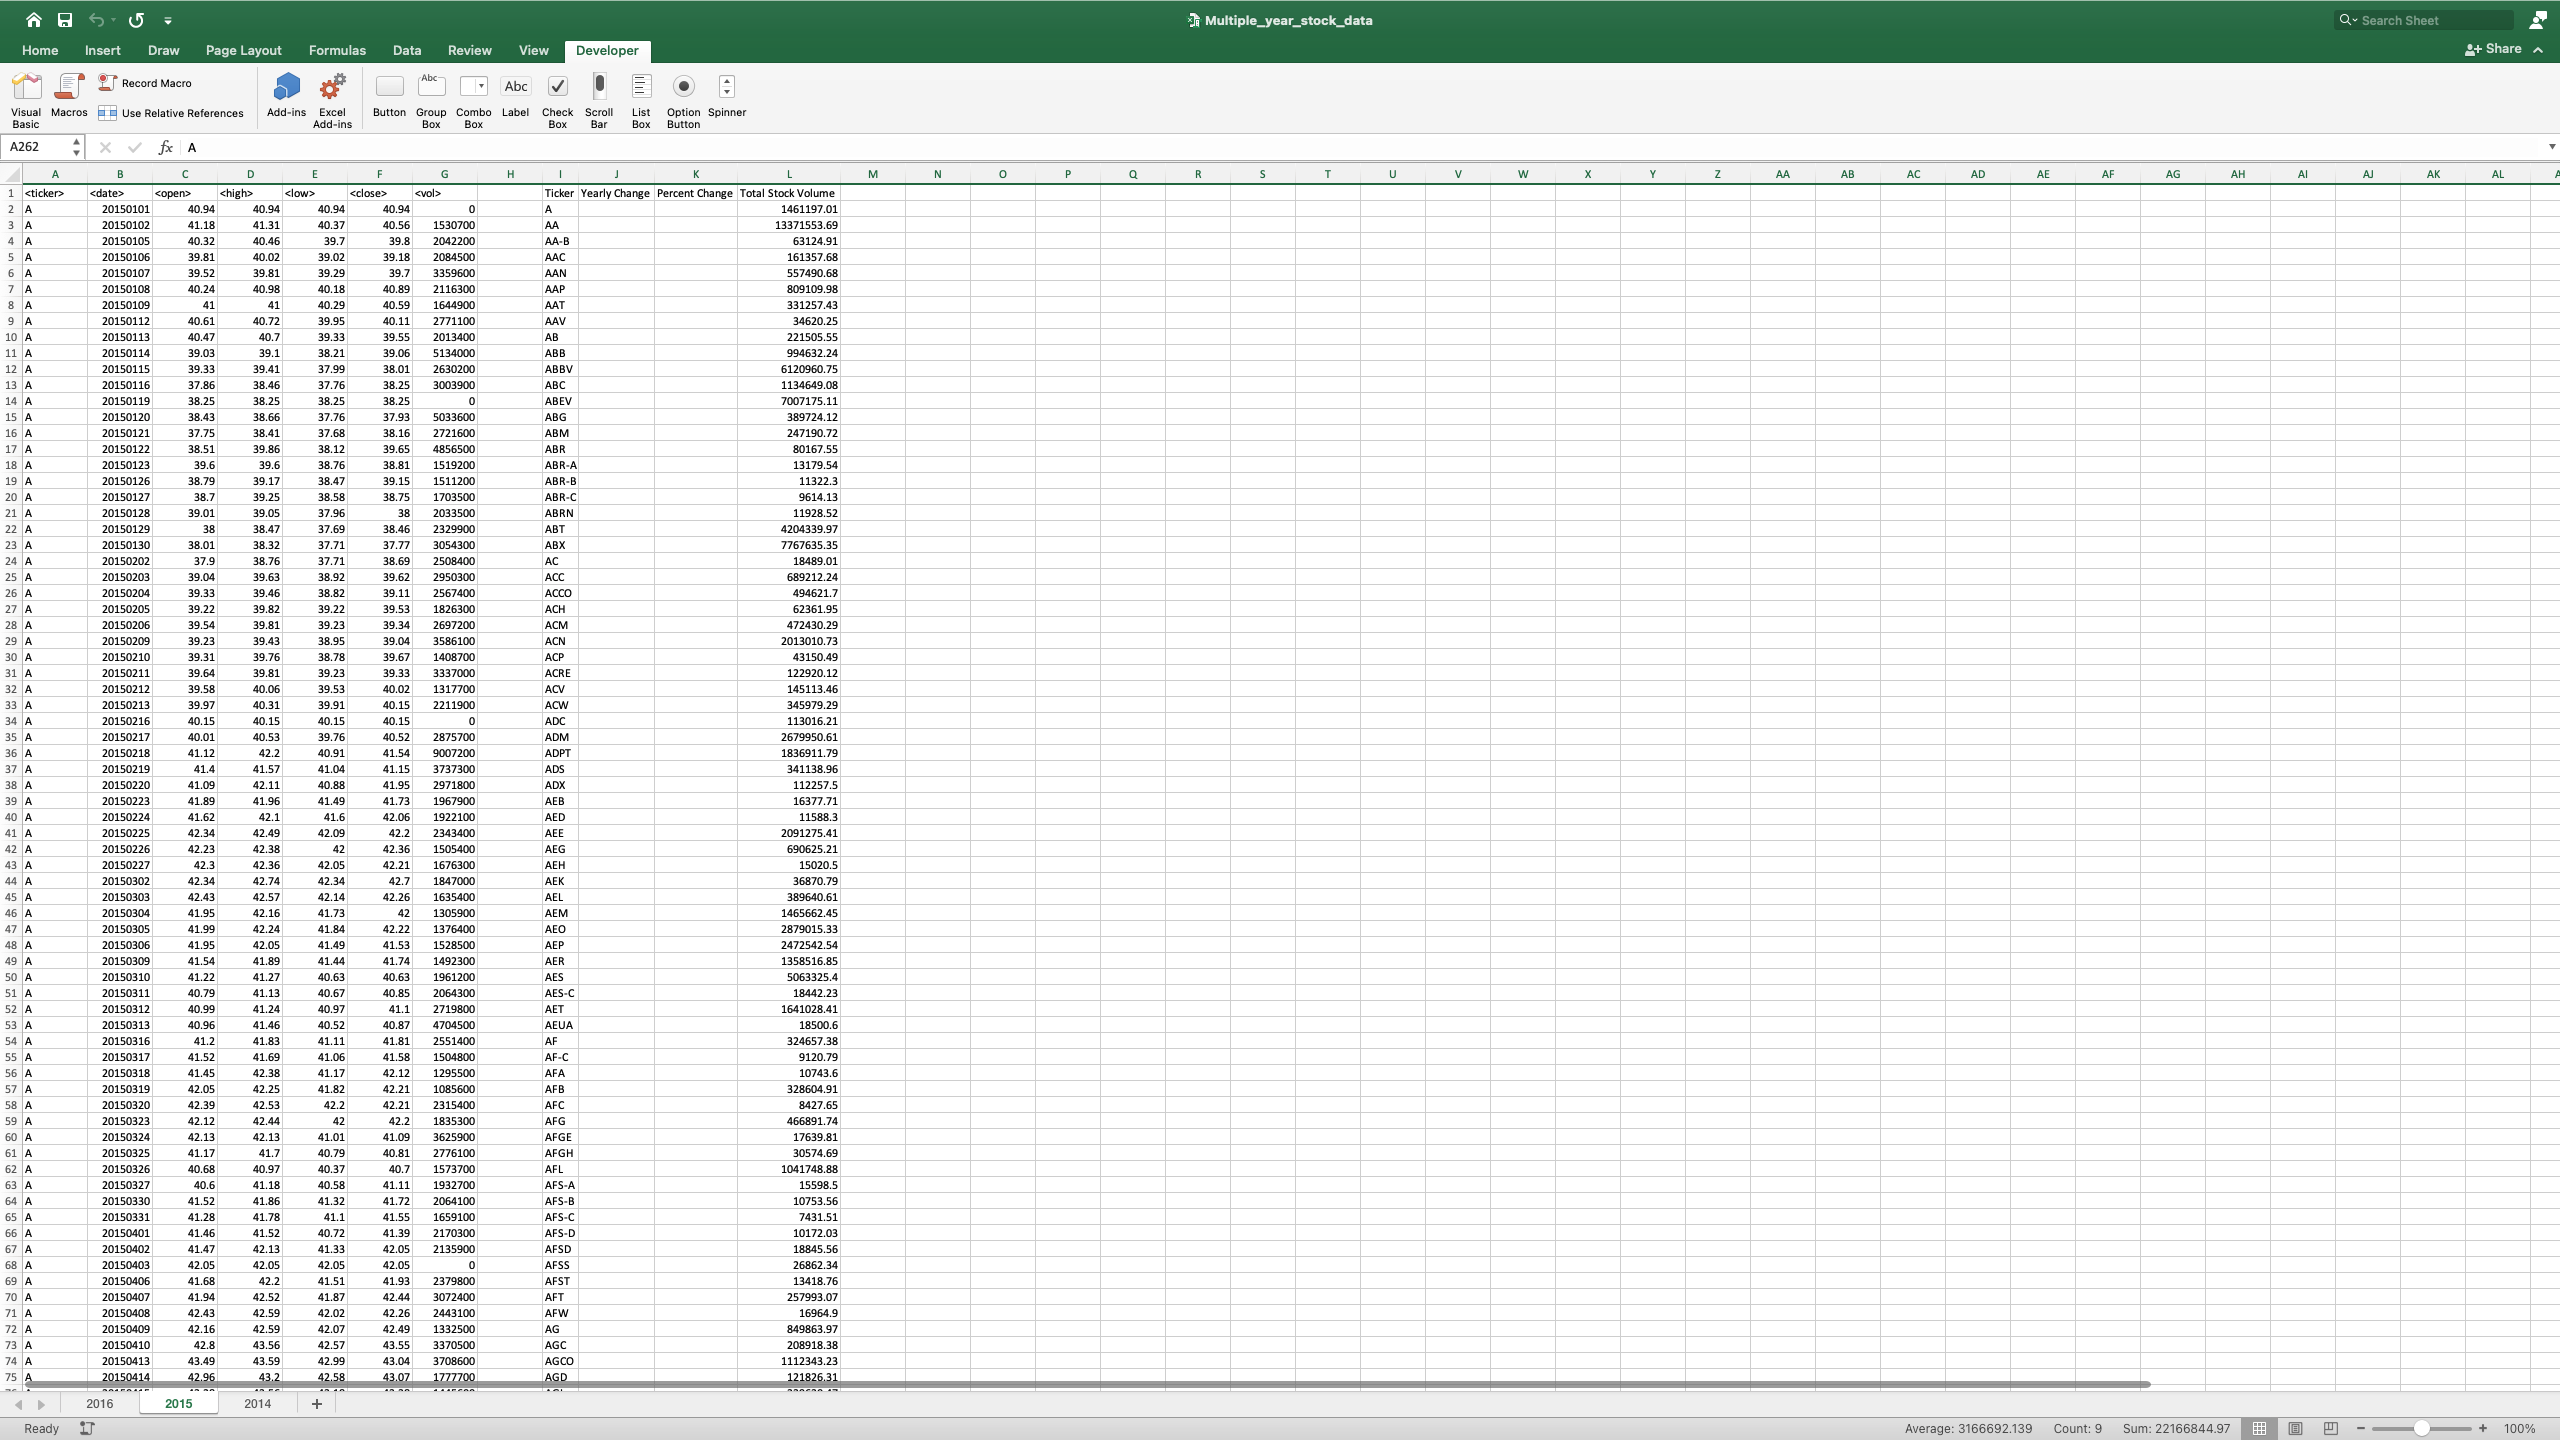 Multiple_year_stock_data
Search Sheet
Home Insert Draw Page Layout Formulas Data Review View Developer
Share
Visual Basic
Macros
Record Macro
Use Relative References
Add-ins
Excel Add-ins
Button
Group Box
Combo Box
Label
Check Box
Scroll Bar
List Box
Option Button
Spinner
A262 fx A
A B C D E F G H I J K L M N O P Q R S T U V W X Y Z AA AB AC AD AE AF AG AH AI AJ AK AL
1 <ticker> <date> <open> <high> <low> <close> <vol> Ticker Yearly Change Percent Change Total Stock Volume
2 A 20150101 40.94 40.94 40.94 40.94 0 A 1461197.01
3 A 20150102 41.18 41.31 40.37 40.56 1530700 AA 13371553.69
4 A 20150105 40.32 40.46 39.7 39.8 2042200 AA-B 63124.91
5 A 20150106 39.81 40.02 39.02 39.18 2084500 AAC 161357.68
6 A 20150107 39.52 39.81 39.29 39.7 3359600 AAN 557490.68
7 A 20150108 40.24 40.98 40.18 40.89 2116300 AAP 809109.98
8 A 20150109 41 41 40.29 40.59 1644900 AAT 331257.43
9 A 20150112 40.61 40.72 39.95 40.11 2771100 AAV 34620.25
10 A 20150113 40.47 40.7 39.33 39.55 2013400 AB 221505.55
11 A 20150114 39.03 39.1 38.21 39.06 5134000 ABB 994632.24
12 A 20150115 39.33 39.41 37.99 38.01 2630200 ABBV 6120960.75
13 A 20150116 37.86 38.46 37.76 38.25 3003900 ABC 1134649.08
14 A 20150119 38.25 38.25 38.25 38.25 0 ABEV 7007175.11
15 A 20150120 38.43 38.66 37.76 37.93 5033600 ABG 389724.12
16 A 20150121 37.75 38.41 37.68 38.16 2721600 ABM 247190.72
17 A 20150122 38.51 39.86 38.12 39.65 4856500 ABR 80167.55
18 A 20150123 39.6 39.6 38.76 38.81 1519200 ABR-A 13179.54
19 A 20150126 38.79 39.17 38.47 39.15 1511200 ABR-B 11322.3
20 A 20150127 38.7 39.25 38.58 38.75 1703500 ABR-C 9614.13
21 A 20150128 39.01 39.05 37.96 38 2033500 ABRN 11928.52
22 A 20150129 38 38.47 37.69 38.46 2329900 ABT 4204339.97
23 A 20150130 38.01 38.32 37.71 37.77 3054300 ABX 7767635.35
24 A 20150202 37.9 38.76 37.71 38.69 2508400 AC 18489.01
25 A 20150203 39.04 39.63 38.92 39.62 2950300 ACC 689212.24
26 A 20150204 39.33 39.46 38.82 39.11 2567400 ACCO 494621.7
27 A 20150205 39.22 39.82 39.22 39.53 1826300 ACH 62361.95
28 A 20150206 39.54 39.81 39.23 39.34 2697200 ACM 472430.29
29 A 20150209 39.23 39.43 38.95 39.04 3586100 ACN 2013010.73
30 A 20150210 39.31 39.76 38.78 39.67 1408700 ACP 43150.49
31 A 20150211 39.64 39.81 39.23 39.33 3337000 ACRE 122920.12
32 A 20150212 39.58 40.06 39.53 40.02 1317700 ACV 145113.46
33 A 20150213 39.97 40.31 39.91 40.15 2211900 ACW 345979.29
34 A 20150216 40.15 40.15 40.15 40.15 0 ADC 113016.21
35 A 20150217 40.01 40.53 39.76 40.52 2875700 ADM 2679950.61
36 A 20150218 41.12 42.2 40.91 41.54 9007200 ADPT 1836911.79
37 A 20150219 41.4 41.57 41.04 41.15 3737300 ADS 341138.96
38 A 20150220 41.09 42.11 40.88 41.95 2971800 ADX 112257.5
39 A 20150223 41.89 41.96 41.49 41.73 1967900 AEB 16377.71
40 A 20150224 41.62 42.1 41.6 42.06 1922100 AED 11588.3
41 A 20150225 42.34 42.49 42.09 42.2 2343400 AEE 2091275.41
42 A 20150226 42.23 42.38 42 42.36 1505400 AEG 690625.21
43 A 20150227 42.3 42.36 42.05 42.21 1676300 AEH 15020.5
44 A 20150302 42.34 42.74 42.34 42.7 1847000 AEK 36870.79
45 A 20150303 42.43 42.57 42.14 42.26 1635400 AEL 389640.61
46 A 20150304 41.95 42.16 41.73 42 1305900 AEM 1465662.45
47 A 20150305 41.99 42.24 41.84 42.22 1376400 AEO 2879015.33
48 A 20150306 41.95 42.05 41.49 41.53 1528500 AEP 2472542.54
49 A 20150309 41.54 41.89 41.44 41.74 1492300 AER 1358516.85
50 A 20150310 41.22 41.27 40.63 40.63 1961200 AES 5063325.4
51 A 20150311 40.79 41.13 40.67 40.85 2064300 AES-C 18442.23
52 A 20150312 40.99 41.24 40.97 41.1 2719800 AET 1641028.41
53 A 20150313 40.96 41.46 40.52 40.87 4704500 AEUA 18500.6
54 A 20150316 41.2 41.83 41.11 41.81 2551400 AF 324657.38
55 A 20150317 41.52 41.69 41.06 41.58 1504800 AF-C 9120.79
56 A 20150318 41.45 42.38 41.17 42.12 1295500 AFA 10743.6
57 A 20150319 42.05 42.25 41.82 42.21 1085600 AFB 328604.91
58 A 20150320 42.39 42.53 42.2 42.21 2315400 AFC 8427.65
59 A 20150323 42.12 42.44 42 42.2 1835300 AFG 466891.74
60 A 20150324 42.13 42.13 41.01 41.09 3625900 AFGE 17639.81
61 A 20150325 41.17 41.7 40.79 40.81 2776100 AFGH 30574.69
62 A 20150326 40.68 40.97 40.37 40.7 1573700 AFL 1041748.88
63 A 20150327 40.6 41.18 40.58 41.11 1932700 AFS-A 15598.5
64 A 20150330 41.52 41.86 41.32 41.72 2064100 AFS-B 10753.56
65 A 20150331 41.28 41.78 41.1 41.55 1659100 AFS-C 7431.51
66 A 20150401 41.46 41.52 40.72 41.39 2170300 AFS-D 10172.03
67 A 20150402 41.47 42.13 41.33 42.05 2135900 AFSD 18845.56
68 A 20150403 42.05 42.05 42.05 42.05 0 AFSS 26862.34
69 A 20150406 41.68 42.2 41.51 41.93 2379800 AFST 13418.76
70 A 20150407 41.94 42.52 41.87 42.44 3072400 AFT 257993.07
71 A 20150408 42.43 42.59 42.02 42.26 2443100 AFW 16964.9
72 A 20150409 42.16 42.59 42.07 42.49 1332500 AG 849863.97
73 A 20150410 42.8 43.56 42.57 43.55 3370500 AGC 208918.38
74 A 20150413 43.49 43.59 42.99 43.04 3708600 AGCO 1112343.23
75 A 20150414 42.96 43.2 42.58 43.07 1777700 AGD 121826.31
2016 2015 2014 +
Ready Average: 3166692.139 Count: 9 Sum: 22166844.97 100%